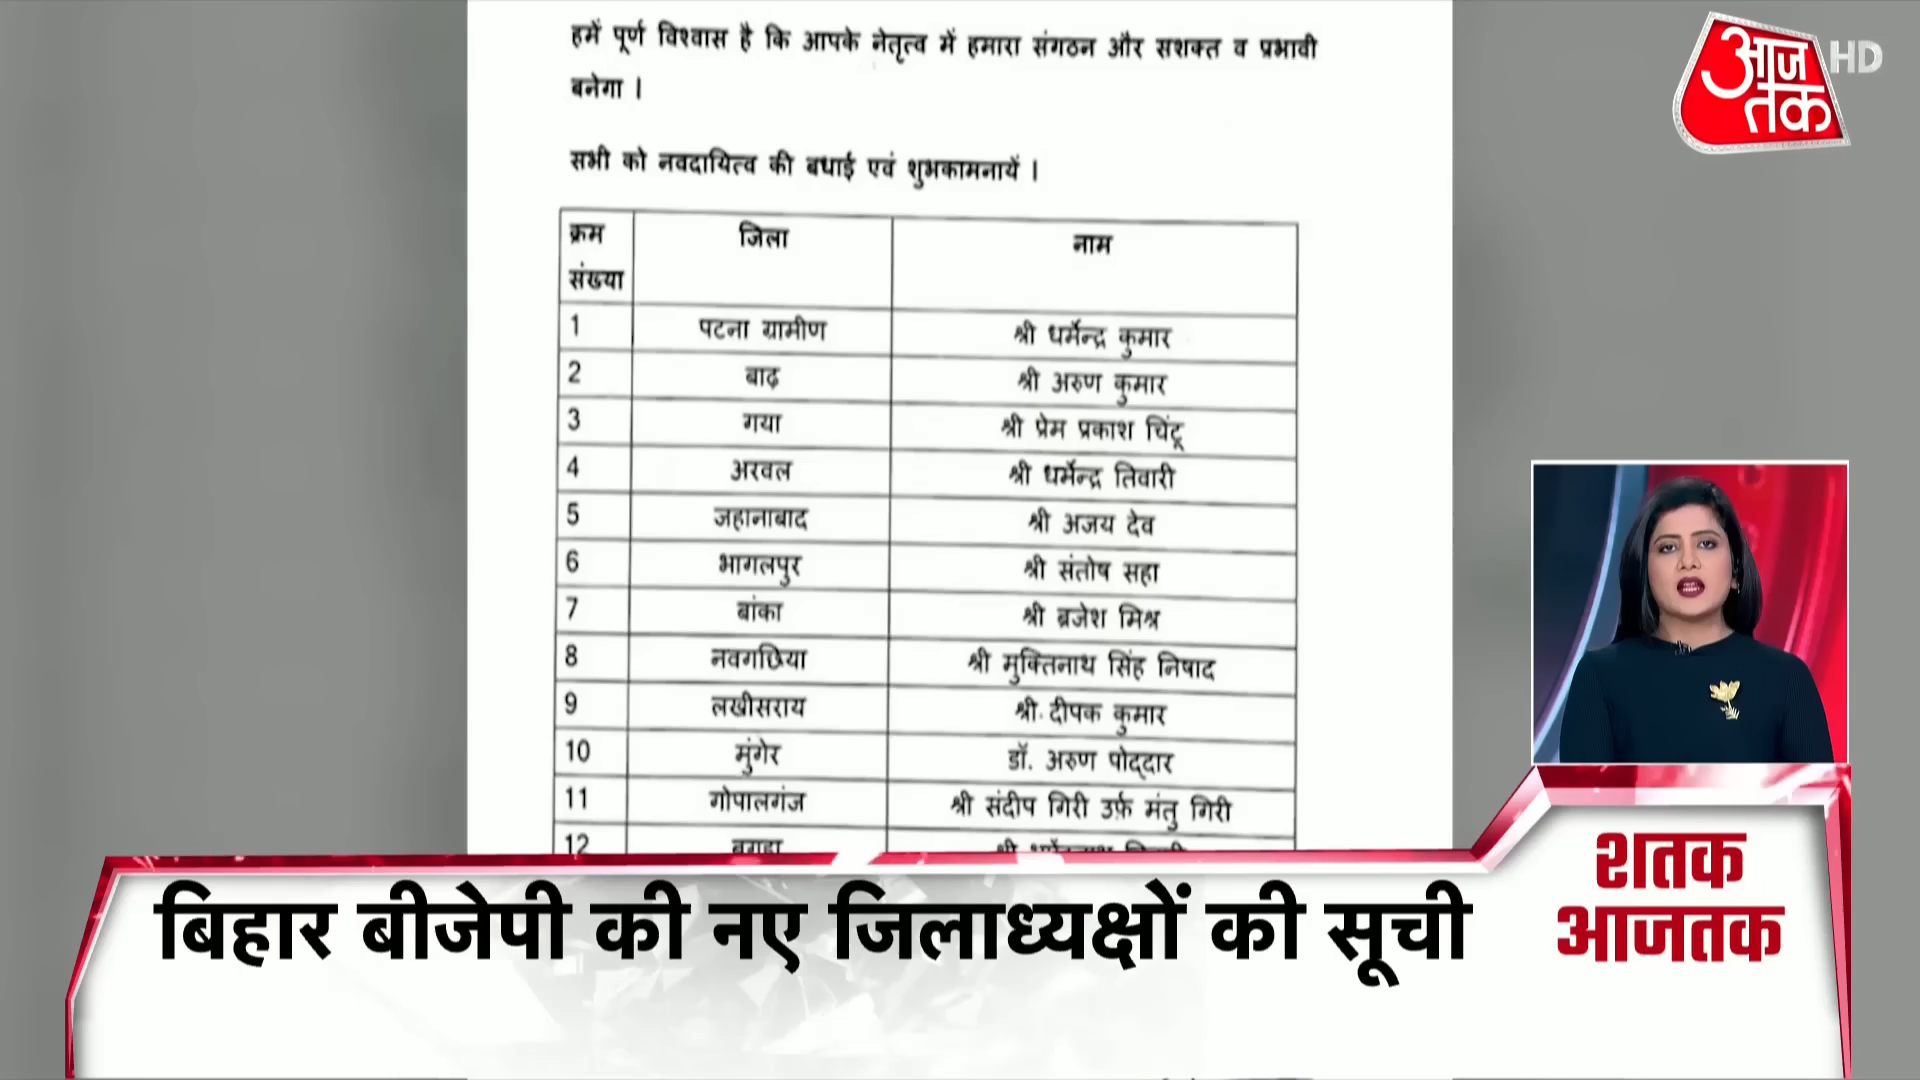 हमें पूर्ण विश्वास है कि आपके नेतृत्व में हमारा संगठन और सशक्त व प्रभावी
बनेगा ।
सभी को नवदायित्व की बधाई एवं शुभकामनायें ।
क्रम संख्या जिला नाम
1 पटना ग्रामीण श्री धर्मेन्द्र कुमार
2 बाढ़ श्री अरुण कुमार
3 गया श्री प्रेम प्रकाश चिंटू
4 अरवल श्री धर्मेन्द्र तिवारी
5 जहानाबाद श्री अजय देव
6 भागलपुर श्री संतोष सहा
7 बांका श्री ब्रजेश मिश्र
8 नवगछिया श्री मुक्तिनाथ सिंह निषाद
9 लखीसराय श्री दीपक कुमार
10 मुंगेर डॉ. अरुण पोद्दार
11 गोपालगंज श्री संदीप गिरी उर्फ़ मंतु गिरी
12
आज तक HD
बिहार बीजेपी की नए जिलाध्यक्षों की सूची
शतक
आजतक